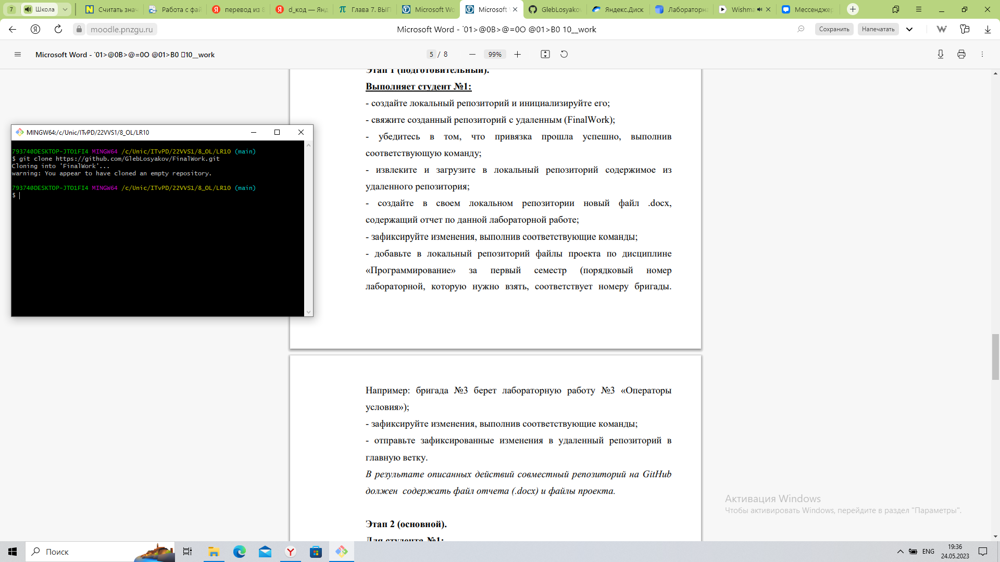 7 Школа Считать знач Работа с фай перевод из 8 d_код — Янд Глава 7. ВЫП Microsoft Wo Microsoft GlebLosyakov Яндекс.Диск Лабораторна Wishma Мессенджер
moodle.pnzgu.ru Microsoft Word - '01>@0B>@=0O @01>B0 10__work Сохранить Напечатать
Microsoft Word - '01>@0B>@=0O @01>B0 10__work 5 / 8 99%
Этап 1 (подготовительный).
Выполняет студент №1:
- создайте локальный репозиторий и инициализируйте его;
- свяжите созданный репозиторий с удаленным (FinalWork);
- убедитесь в том, что привязка прошла успешно, выполнив
соответствующую команду;
- извлеките и загрузите в локальный репозиторий содержимое из
удаленного репозитория;
- создайте в своем локальном репозитории новый файл .docx,
содержащий отчет по данной лабораторной работе;
- зафиксируйте изменения, выполнив соответствующие команды;
- добавьте в локальный репозиторий файлы проекта по дисциплине
«Программирование» за первый семестр (порядковый номер
лабораторной, которую нужно взять, соответствует номеру бригады.
MINGW64:/c/Unic/ITvPD/22VVS1/8_OL/LR10
79374@DESKTOP-JTO1FI4 MINGW64 /c/Unic/ITvPD/22VVS1/8_OL/LR10 (main)
$ git clone https://github.com/GlebLosyakov/FinalWork.git
Cloning into 'FinalWork'...
warning: You appear to have cloned an empty repository.
79374@DESKTOP-JTO1FI4 MINGW64 /c/Unic/ITvPD/22VVS1/8_OL/LR10 (main)
$
Например: бригада №3 берет лабораторную работу №3 «Операторы
условия»);
- зафиксируйте изменения, выполнив соответствующие команды;
- отправьте зафиксированные изменения в удаленный репозиторий в
главную ветку.
В результате описанных действий совместный репозиторий на GitHub
должен содержать файл отчета (.docx) и файлы проекта.
Этап 2 (основной).
Для студента №1:
Активация Windows
Чтобы активировать Windows, перейдите в раздел "Параметры".
Поиск
ENG
19:36
24.05.2023